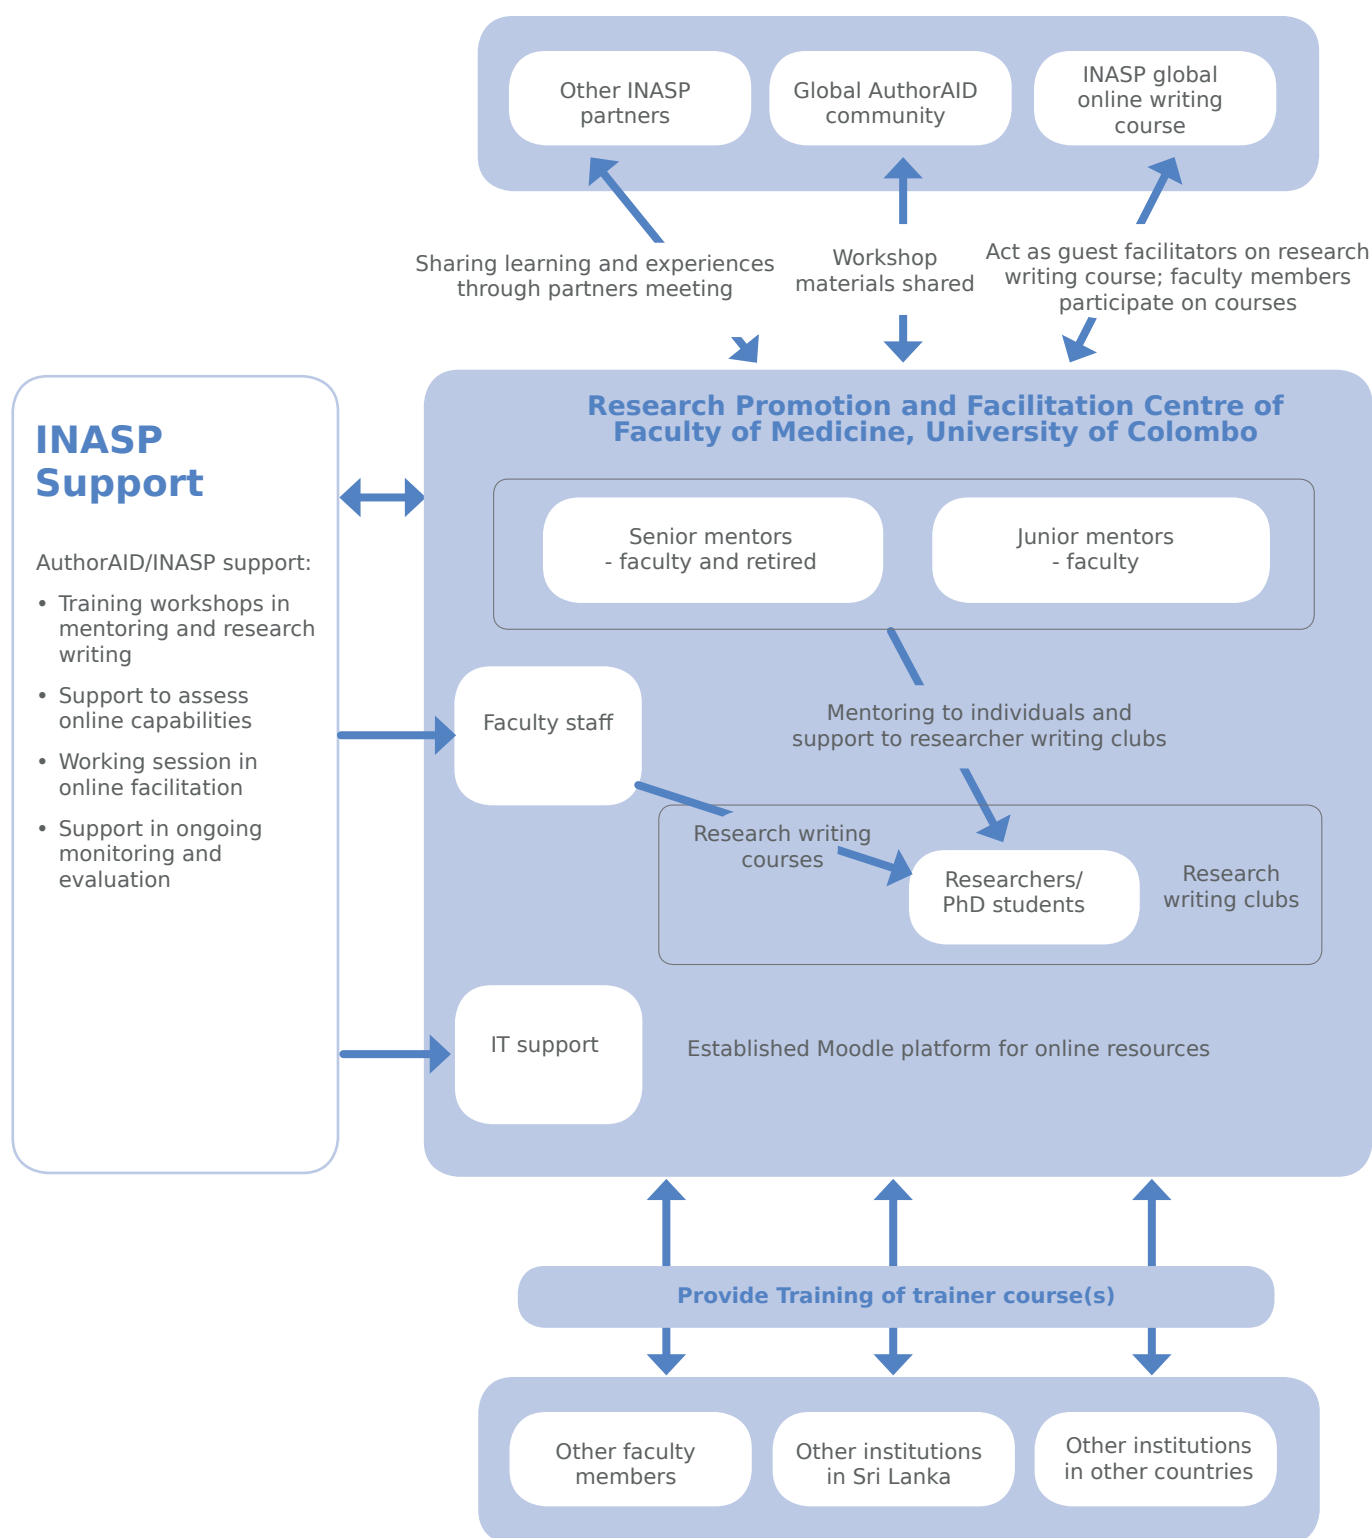 Other INASP
partners
Global AuthorAID
community
INASP global
online writing
course
Sharing learning and experiences
through partners meeting
Workshop
materials shared
Act as guest facilitators on research
writing course; faculty members
participate on courses
INASP
Support
AuthorAID/INASP support:
• Training workshops in
mentoring and research
writing
• Support to assess
online capabilities
• Working session in
online facilitation
• Support in ongoing
monitoring and
evaluation
Research Promotion and Facilitation Centre of
Faculty of Medicine, University of Colombo
Senior mentors
- faculty and retired
Junior mentors
- faculty
Faculty staff
Mentoring to individuals and
support to researcher writing clubs
Research writing
courses
Researchers/
PhD students
Research
writing clubs
IT support
Established Moodle platform for online resources
Provide Training of trainer course(s)
Other faculty
members
Other institutions
in Sri Lanka
Other institutions
in other countries